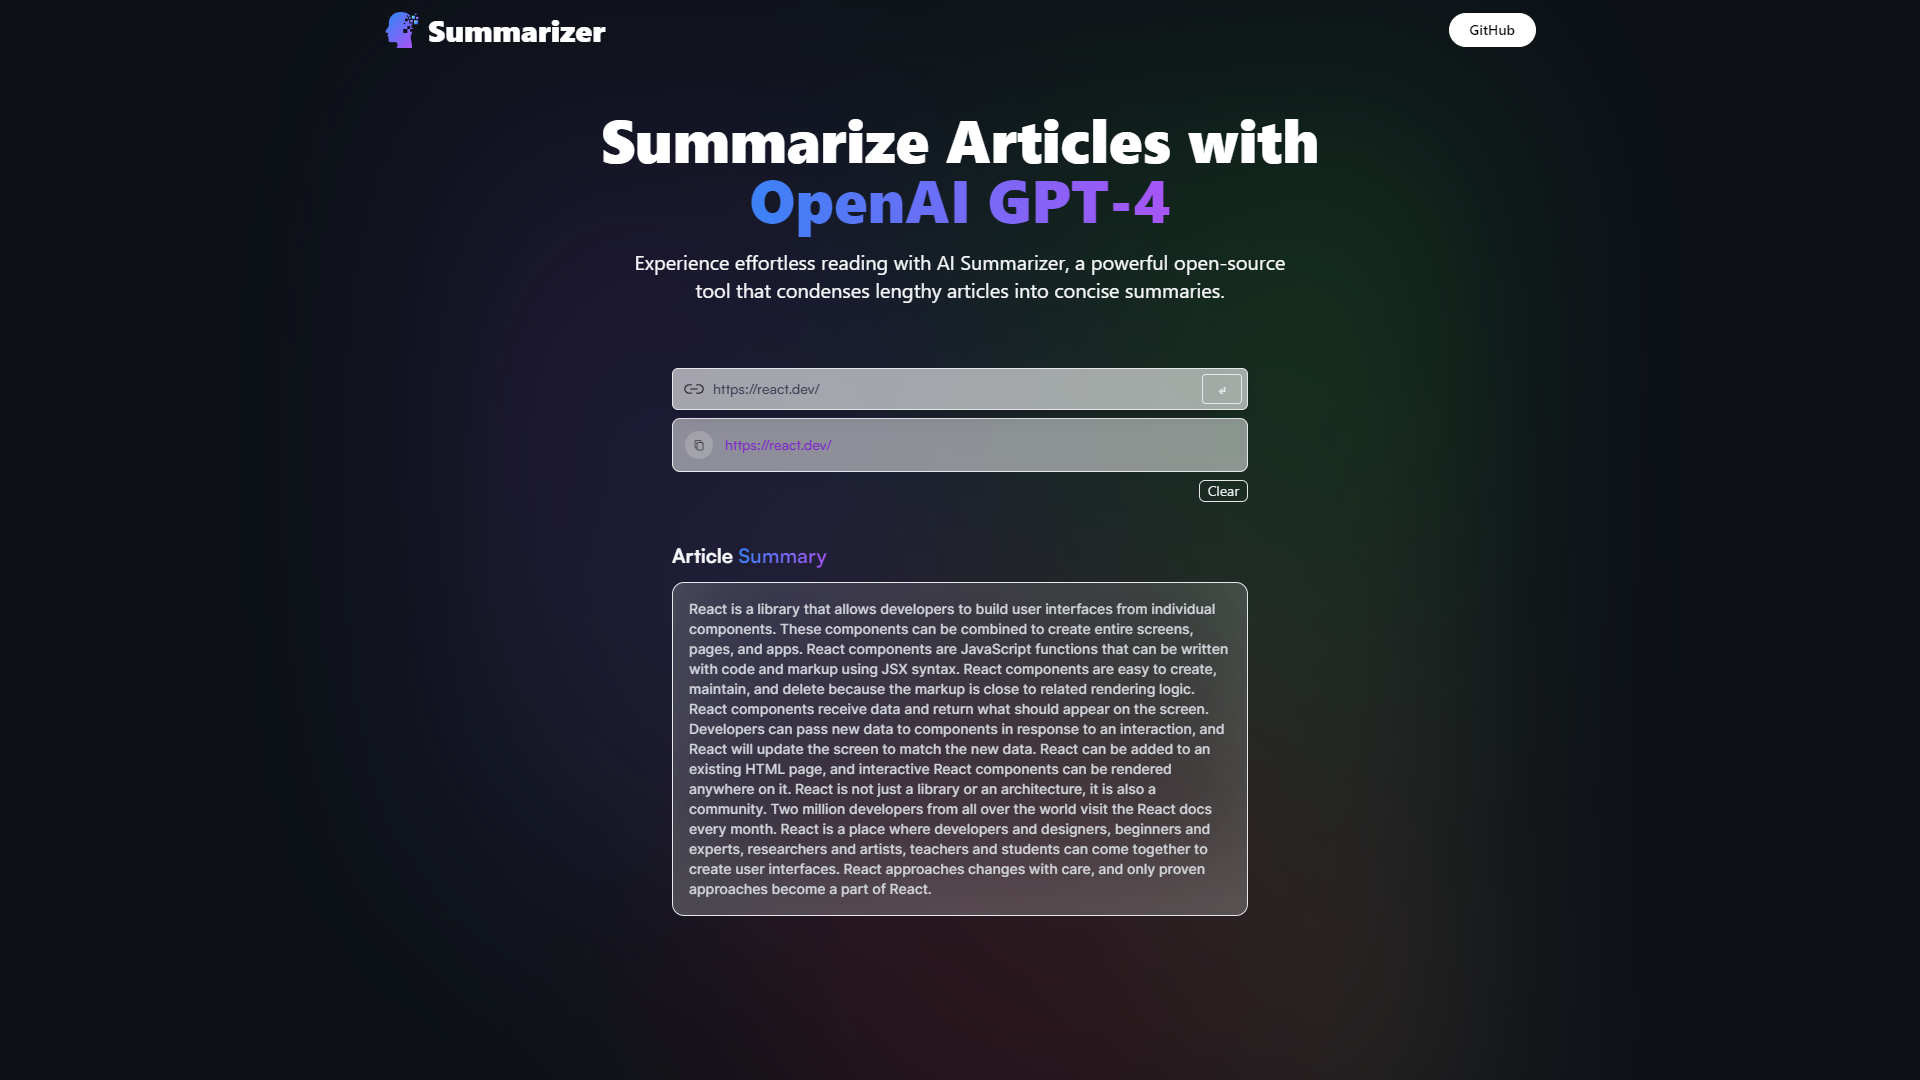 Summarizer
GitHub
Summarize Articles with
OpenAI GPT-4
Experience effortless reading with AI Summarizer, a powerful open-source
tool that condenses lengthy articles into concise summaries.
https://react.dev/
https://react.dev/
Clear
Article Summary
React is a library that allows developers to build user interfaces from individual
components. These components can be combined to create entire screens,
pages, and apps. React components are JavaScript functions that can be written
with code and markup using JSX syntax. React components are easy to create,
maintain, and delete because the markup is close to related rendering logic.
React components receive data and return what should appear on the screen.
Developers can pass new data to components in response to an interaction, and
React will update the screen to match the new data. React can be added to an
existing HTML page, and interactive React components can be rendered
anywhere on it. React is not just a library or an architecture, it is also a
community. Two million developers from all over the world visit the React docs
every month. React is a place where developers and designers, beginners and
experts, researchers and artists, teachers and students can come together to
create user interfaces. React approaches changes with care, and only proven
approaches become a part of React.